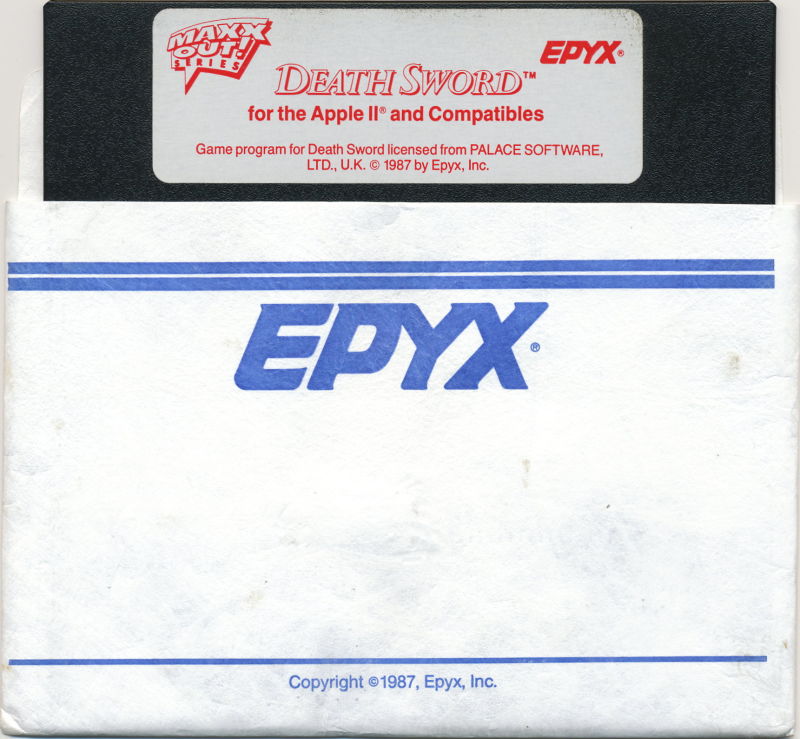 MAXX
OUT!
SERIES
EPYX®
DEATH SWORD™
for the Apple II® and Compatibles
Game program for Death Sword licensed from PALACE SOFTWARE,
LTD., U.K. © 1987 by Epyx, Inc.
EPYX®
Copyright ©1987, Epyx, Inc.